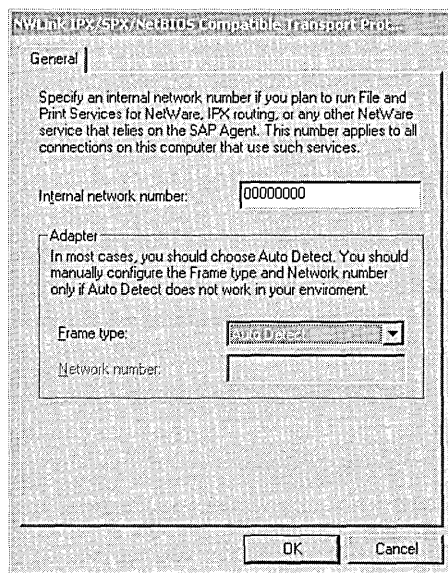 NWLink IPX/SPX/NetBIOS Compatible Transport Prot...
General
Specify an internal network number if you plan to run File and
Print Services for NetWare, IPX routing, or any other NetWare
service that relies on the SAP Agent. This number applies to all
connections on this computer that use such services.
Internal network number: 00000000
Adapter
In most cases, you should choose Auto Detect. You should
manually configure the Frame type and Network number
only if Auto Detect does not work in your enviroment.
Frame type: Auto Detect
Network number:
OK Cancel